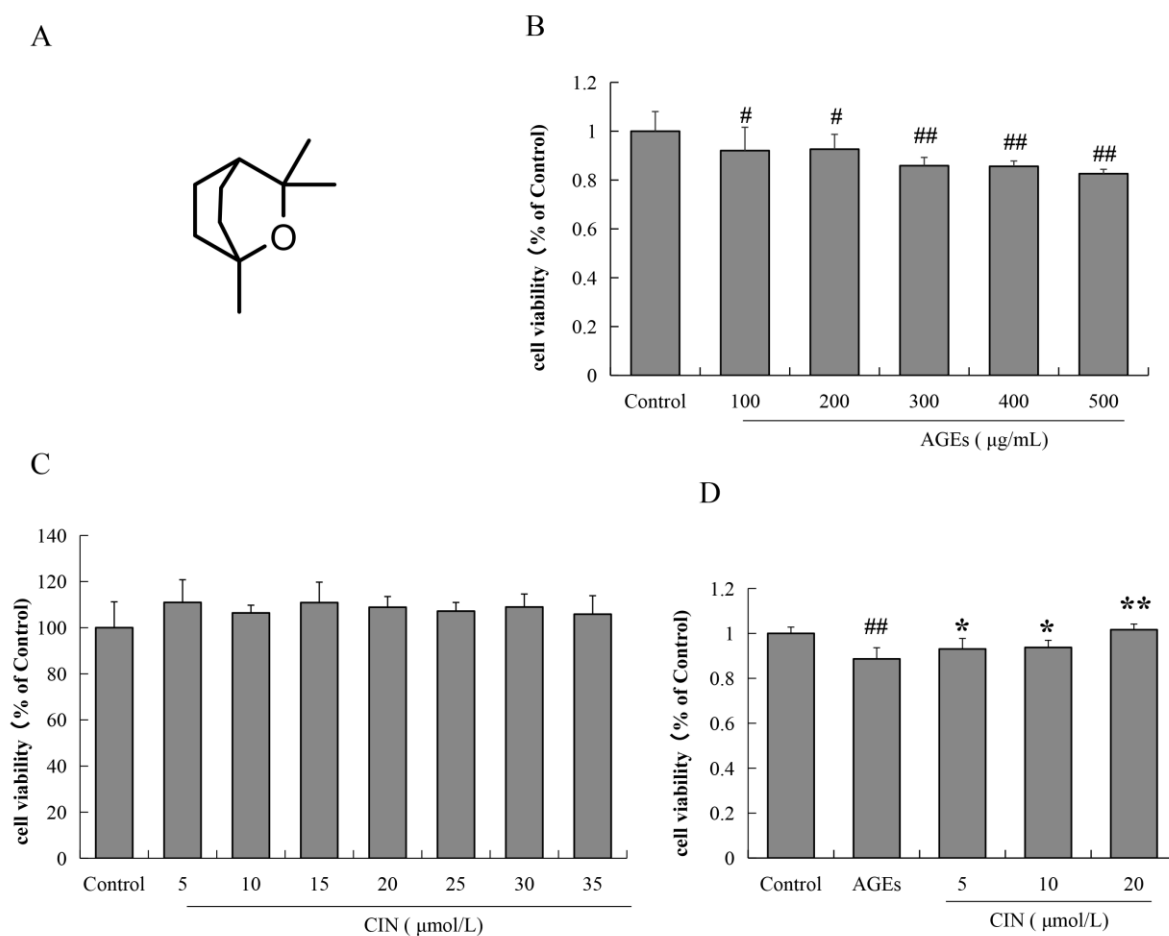 A
O
B
cell viability (% of Control)
1.2
1
0.8
0.6
0.4
0.2
0
# # ## ## ##
Control 100 200 300 400 500
AGEs ( μg/mL)
C
cell viability (% of Control)
140
120
100
80
60
40
20
0
Control 5 10 15 20 25 30 35
CIN ( μmol/L)
D
cell viability (% of Control)
1.2
1
0.8
0.6
0.4
0.2
0
## * * **
Control AGEs 5 10 20
CIN ( μmol/L)